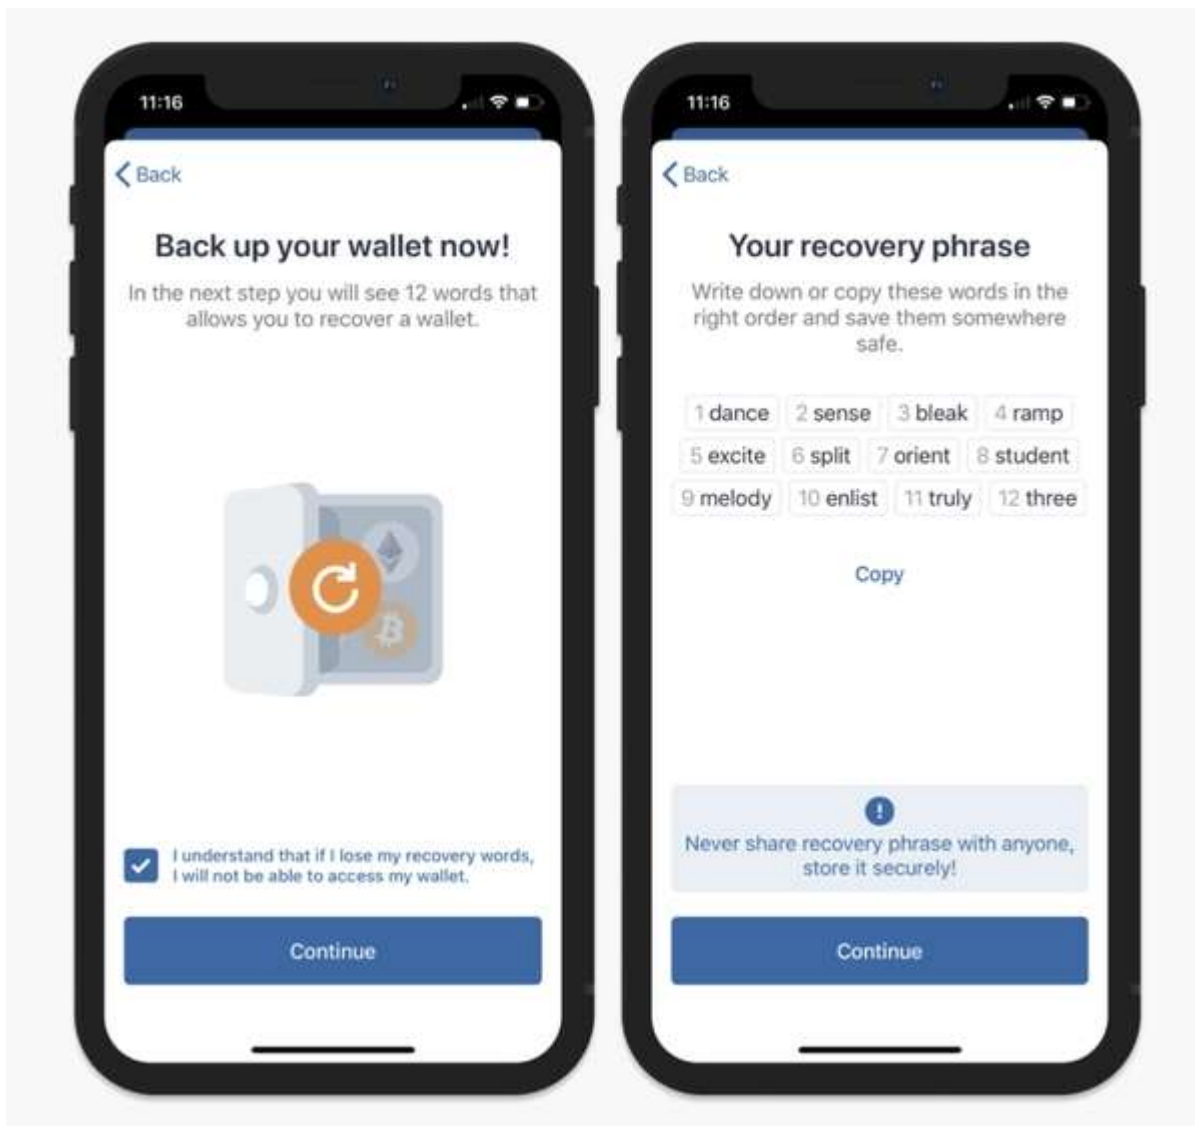 11:16
Back
Back up your wallet now!
In the next step you will see 12 words that
allows you to recover a wallet.
I understand that if I lose my recovery words,
I will not be able to access my wallet.
Continue
11:16
Back
Your recovery phrase
Write down or copy these words in the
right order and save them somewhere
safe.
1 dance 2 sense 3 bleak 4 ramp
5 excite 6 split 7 orient 8 student
9 melody 10 enlist 11 truly 12 three
Copy
Never share recovery phrase with anyone,
store it securely!
Continue